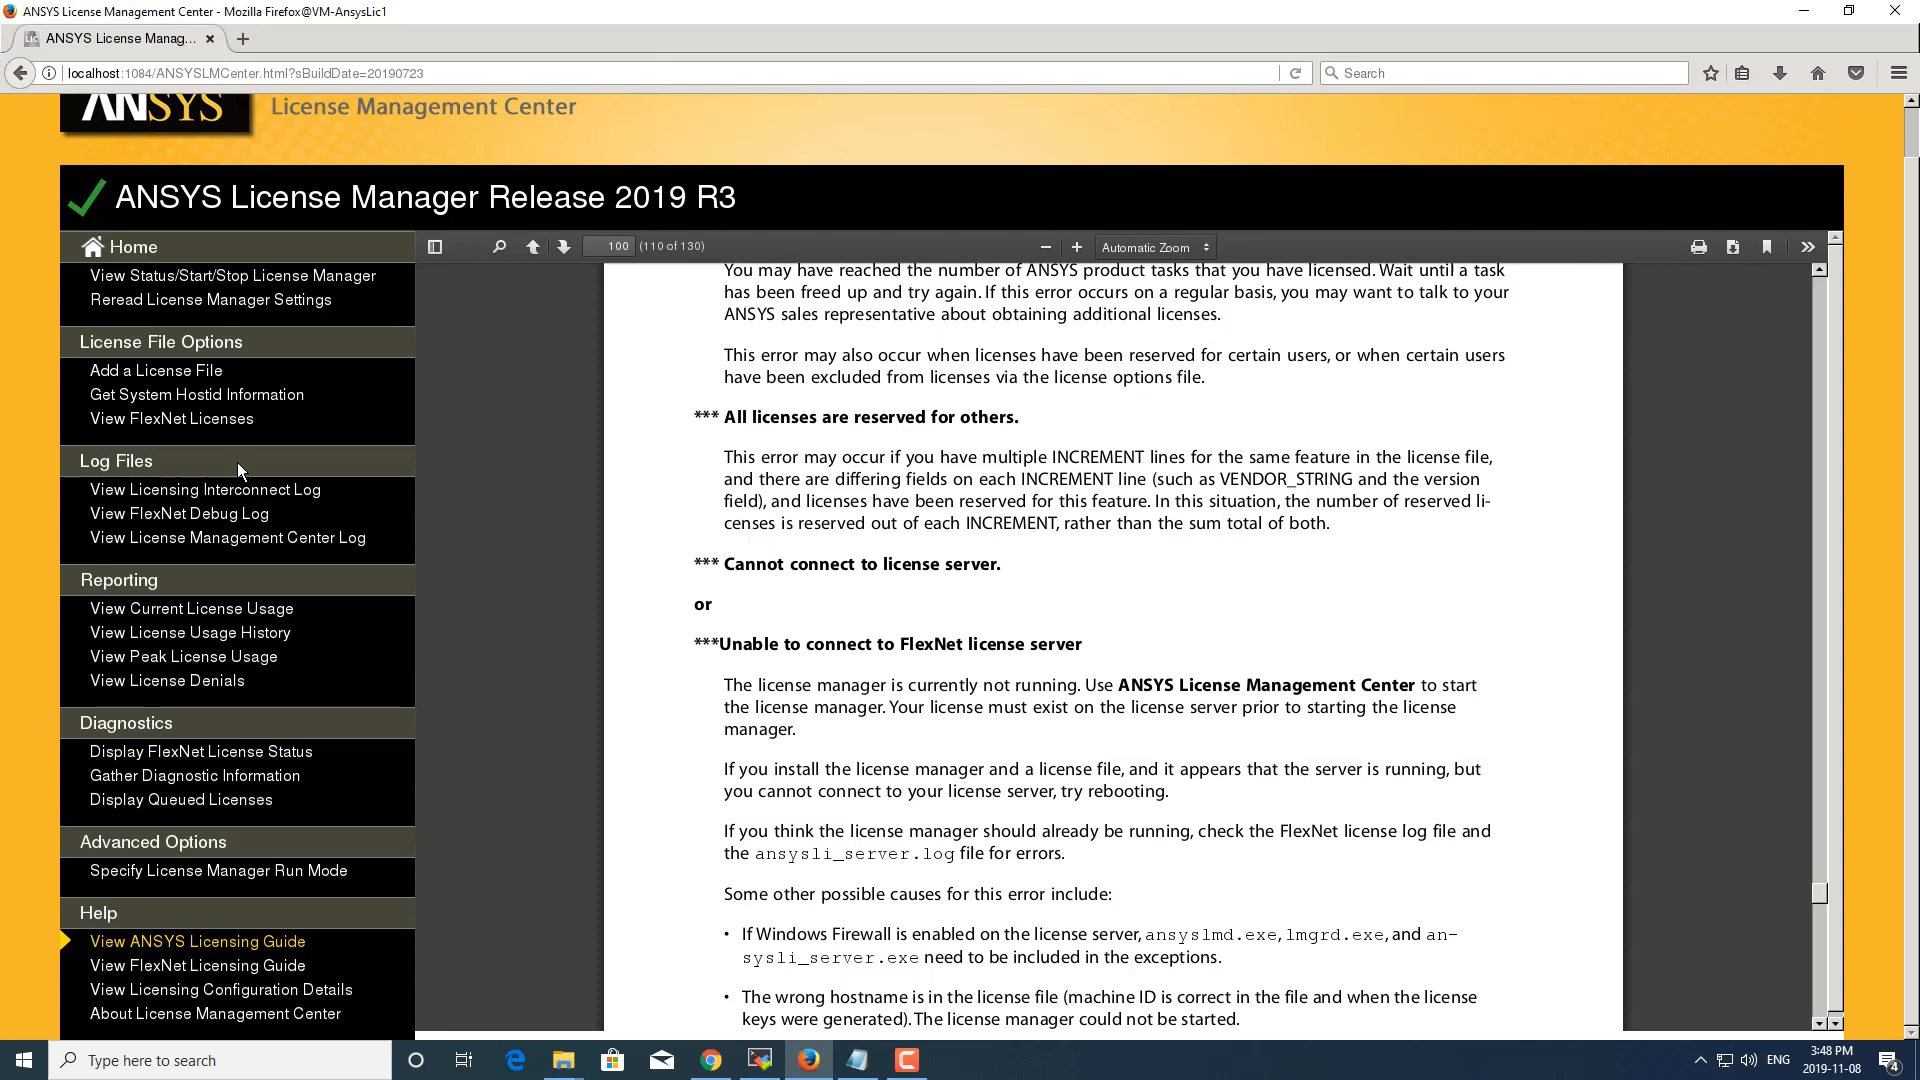 ANSYS License Management Center - Mozilla Firefox@VM-AnsysLic1
ANSYS License Manag...
localhost:1084/ANSYSLMCenter.html?sBuildDate=20190723
Search
ANSYS
License Management Center
ANSYS License Manager Release 2019 R3
Home
View Status/Start/Stop License Manager
Reread License Manager Settings
License File Options
Add a License File
Get System Hostid Information
View FlexNet Licenses
Log Files
View Licensing Interconnect Log
View FlexNet Debug Log
View License Management Center Log
Reporting
View Current License Usage
View License Usage History
View Peak License Usage
View License Denials
Diagnostics
Display FlexNet License Status
Gather Diagnostic Information
Display Queued Licenses
Advanced Options
Specify License Manager Run Mode
Help
View ANSYS Licensing Guide
View FlexNet Licensing Guide
View Licensing Configuration Details
About License Management Center
100 (110 of 130)
Automatic Zoom
You may have reached the number of ANSYS product tasks that you have licensed. Wait until a task
has been freed up and try again. If this error occurs on a regular basis, you may want to talk to your
ANSYS sales representative about obtaining additional licenses.
This error may also occur when licenses have been reserved for certain users, or when certain users
have been excluded from licenses via the license options file.
*** All licenses are reserved for others.
This error may occur if you have multiple INCREMENT lines for the same feature in the license file,
and there are differing fields on each INCREMENT line (such as VENDOR_STRING and the version
field), and licenses have been reserved for this feature. In this situation, the number of reserved li-
censes is reserved out of each INCREMENT, rather than the sum total of both.
*** Cannot connect to license server.
or
***Unable to connect to FlexNet license server
The license manager is currently not running. Use ANSYS License Management Center to start
the license manager. Your license must exist on the license server prior to starting the license
manager.
If you install the license manager and a license file, and it appears that the server is running, but
you cannot connect to your license server, try rebooting.
If you think the license manager should already be running, check the FlexNet license log file and
the ansysli_server.log file for errors.
Some other possible causes for this error include:
• If Windows Firewall is enabled on the license server, ansyslmd.exe, lmgrd.exe, and an-
sysli_server.exe need to be included in the exceptions.
• The wrong hostname is in the license file (machine ID is correct in the file and when the license
keys were generated). The license manager could not be started.
Type here to search
ENG
3:48 PM
2019-11-08
4